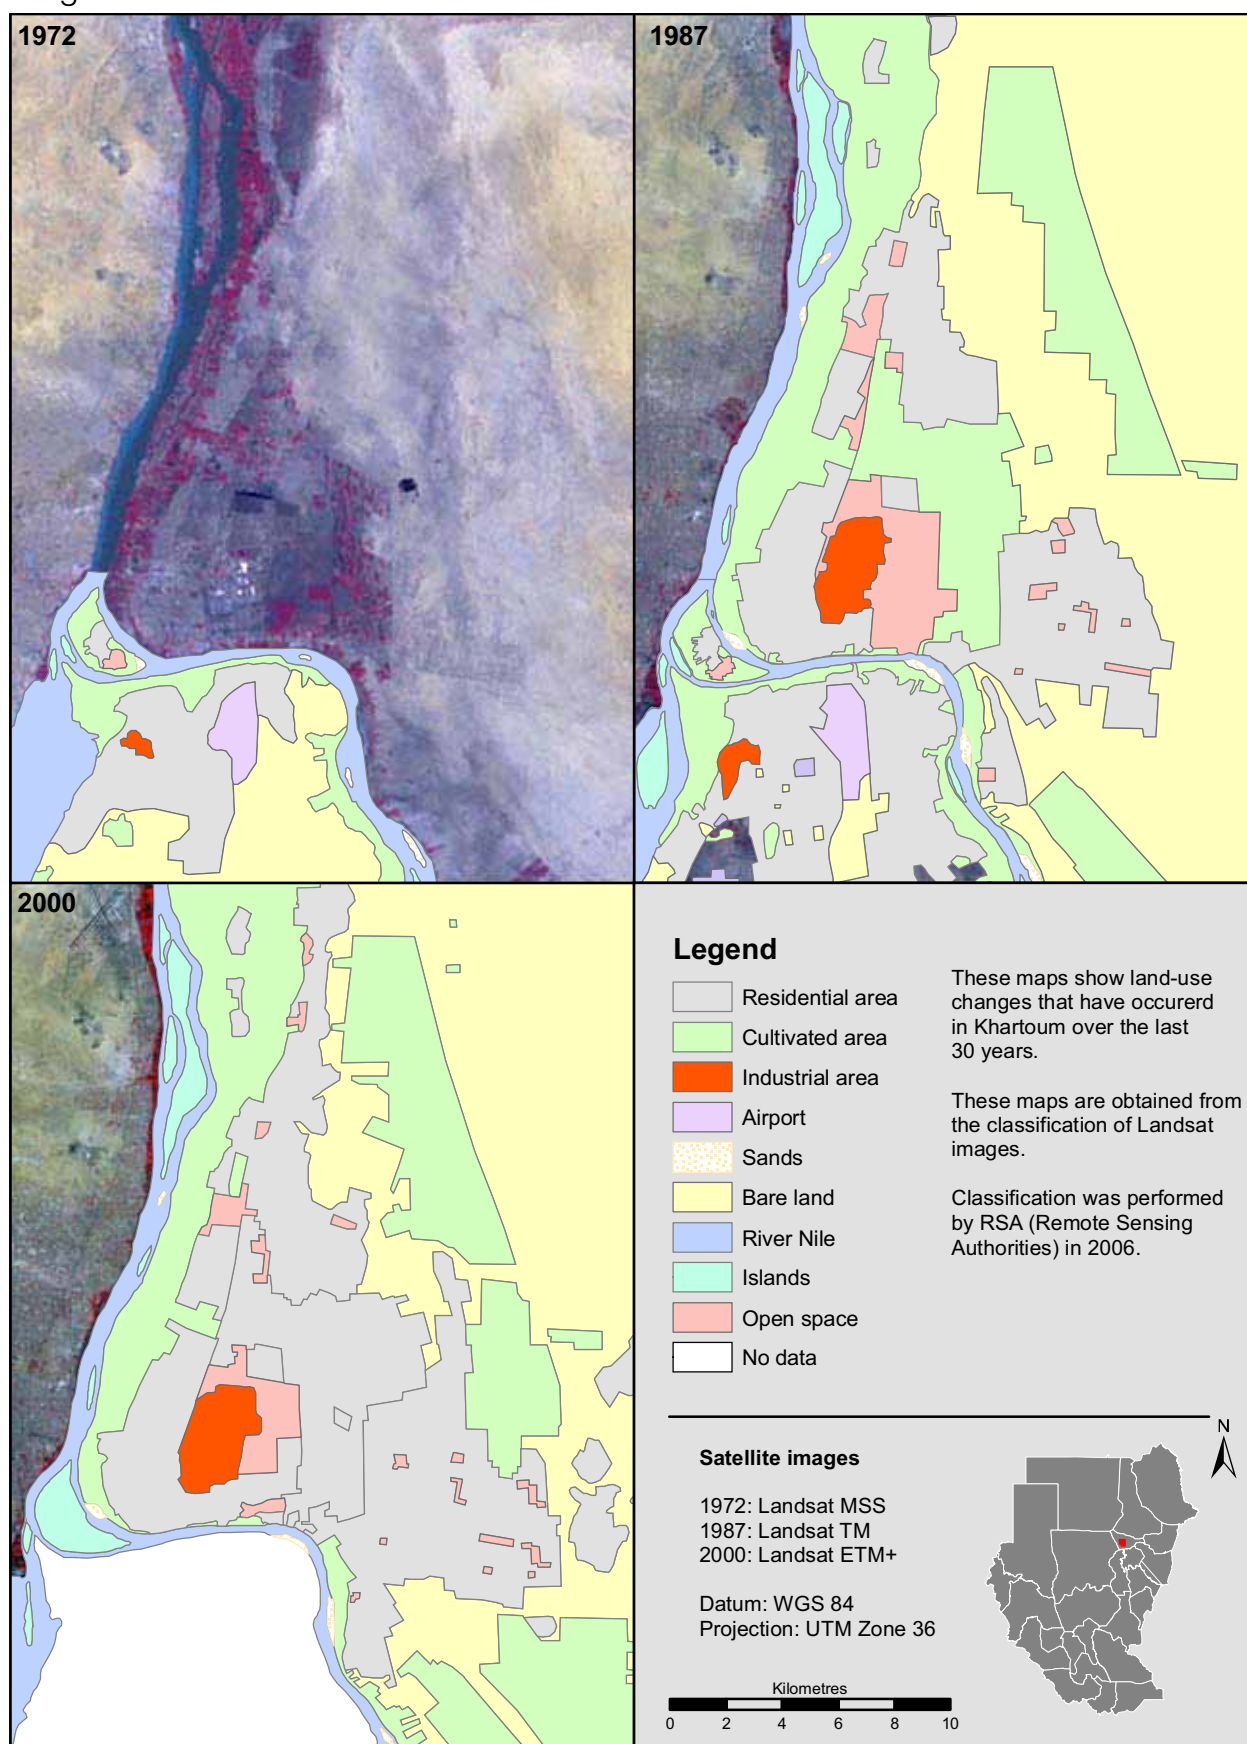 1972
1987
2000
Legend
Residential area
Cultivated area
Industrial area
Airport
Sands
Bare land
River Nile
Islands
Open space
No data
These maps show land-use
changes that have occurerd
in Khartoum over the last
30 years.
These maps are obtained from
the classification of Landsat
images.
Classification was performed
by RSA (Remote Sensing
Authorities) in 2006.
N
Satellite images
1972: Landsat MSS
1987: Landsat TM
2000: Landsat ETM+
Datum: WGS 84
Projection: UTM Zone 36
Kilometres
0 2 4 6 8 10